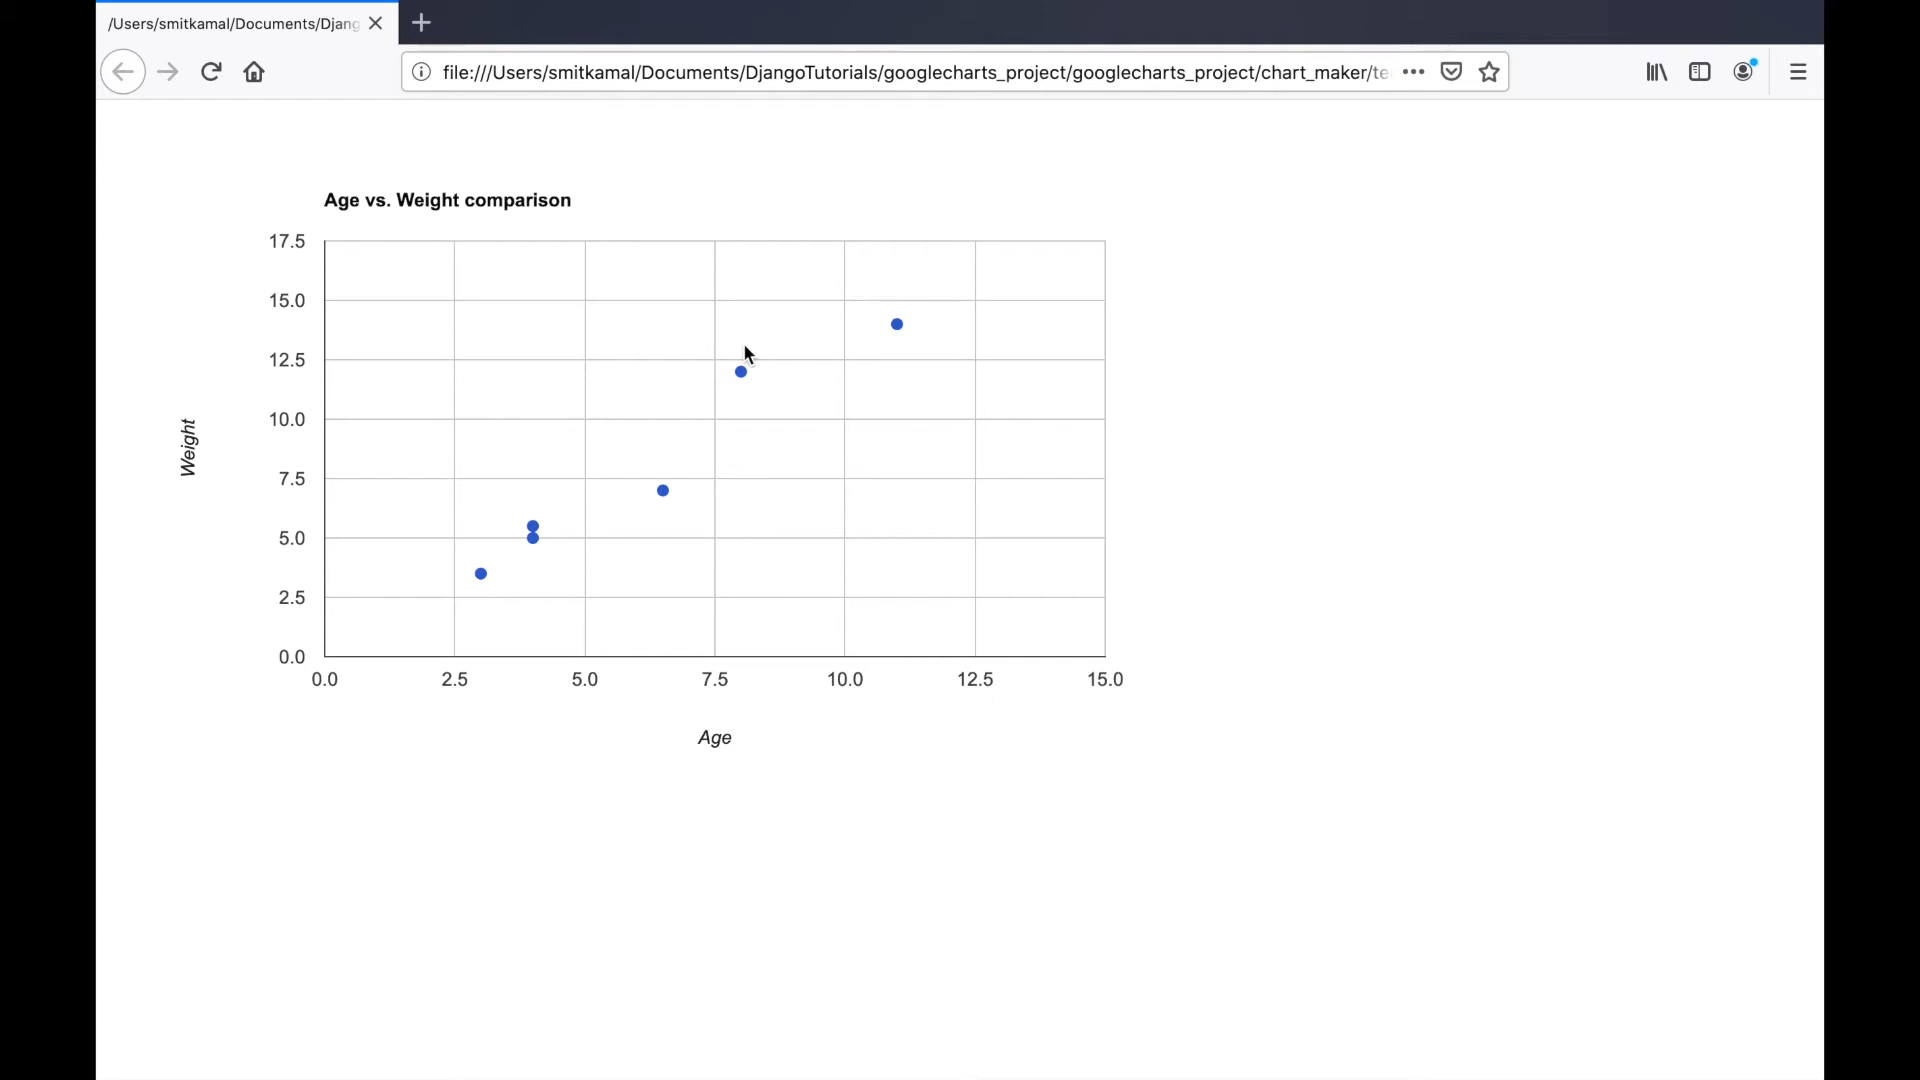 /Users/smitkamal/Documents/Djang
file:///Users/smitkamal/Documents/DjangoTutorials/googlecharts_project/googlecharts_project/chart_maker/te
Age vs. Weight comparison
17.5
15.0
12.5
10.0
7.5
5.0
2.5
0.0
Weight
0.0 2.5 5.0 7.5 10.0 12.5 15.0
Age